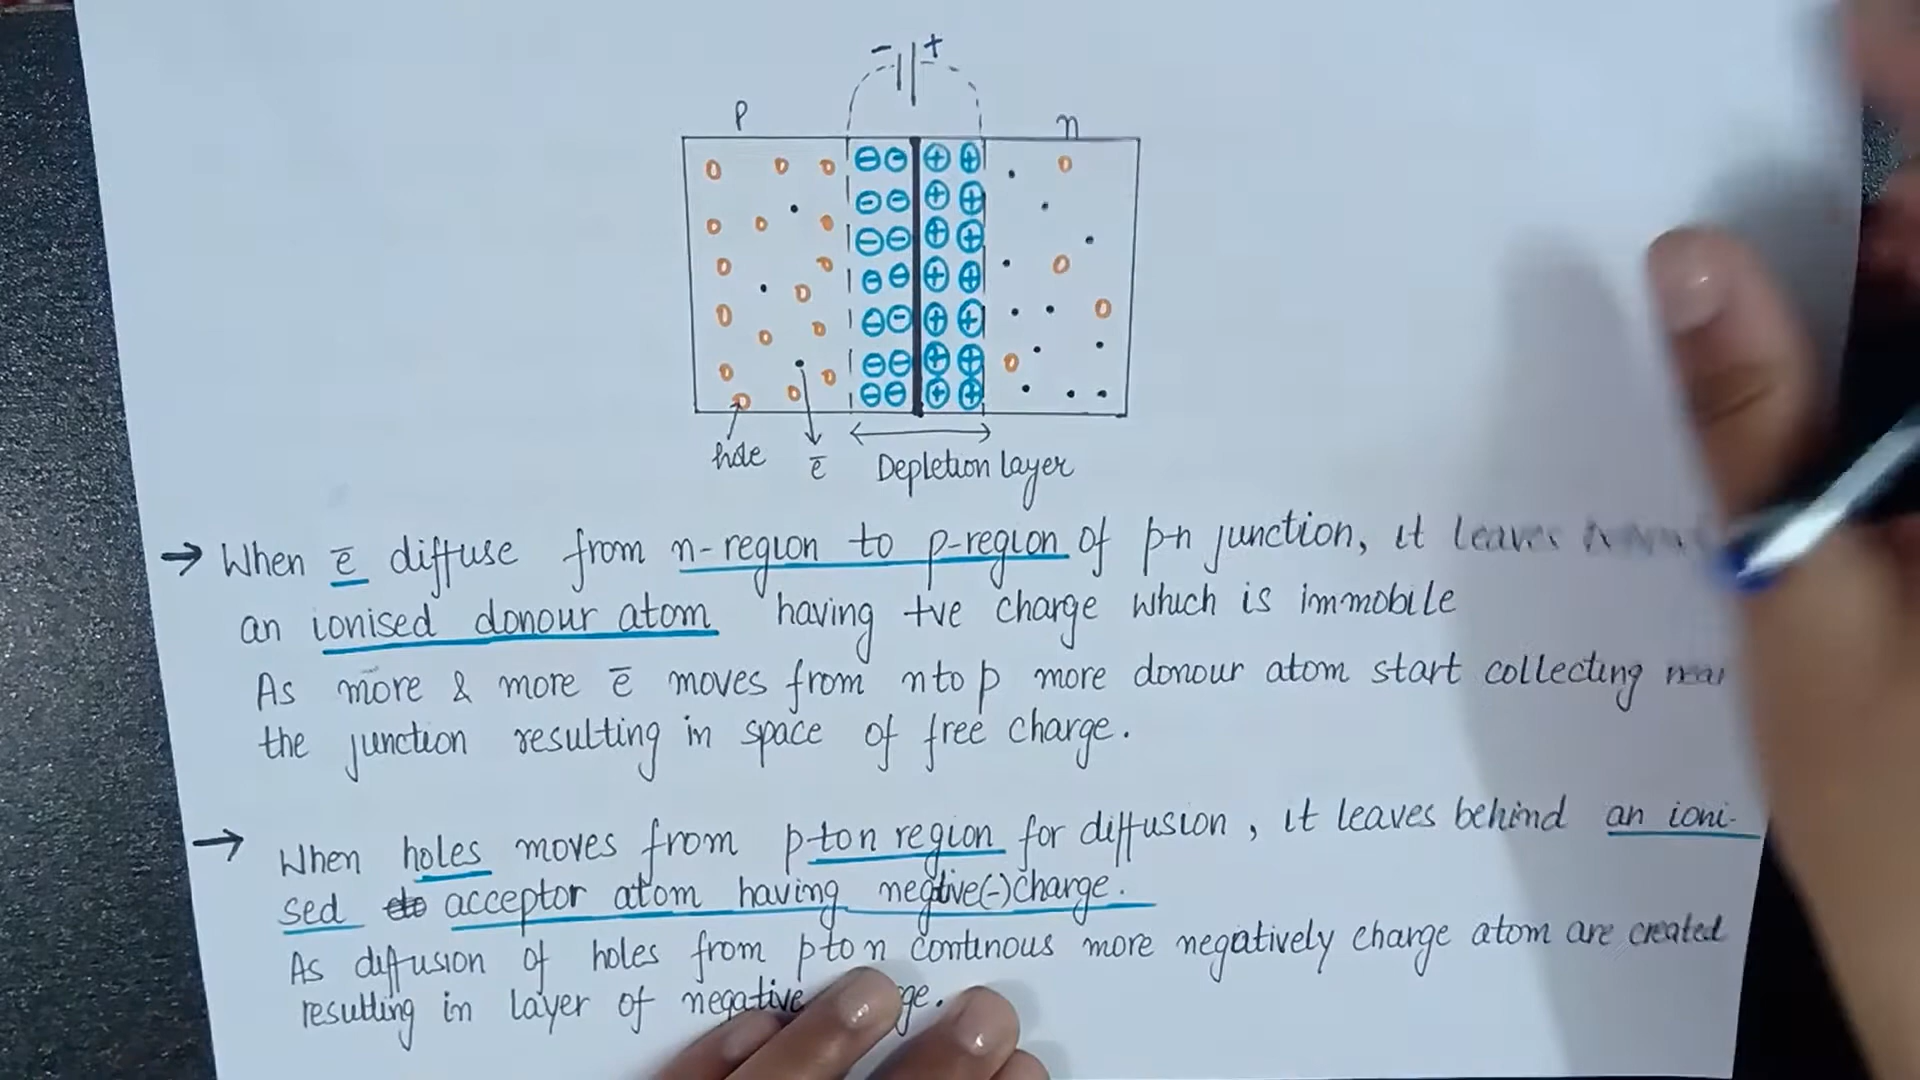 - +
p n
hole e̅ Depletion layer
→ When e̅ diffuse from n-region to p-region of p-n junction, it leaves
an ionised donour atom having +ve charge which is immobile
As more & more e̅ moves from n to p more donour atom start collecting near
the junction resulting in space of free charge.
→ When holes moves from p to n region for diffusion, it leaves behind an ioni-
sed acceptor atom having negtive(-)charge.
As diffusion of holes from p to n continous more negatively charge atom are created
resulting in layer of negative